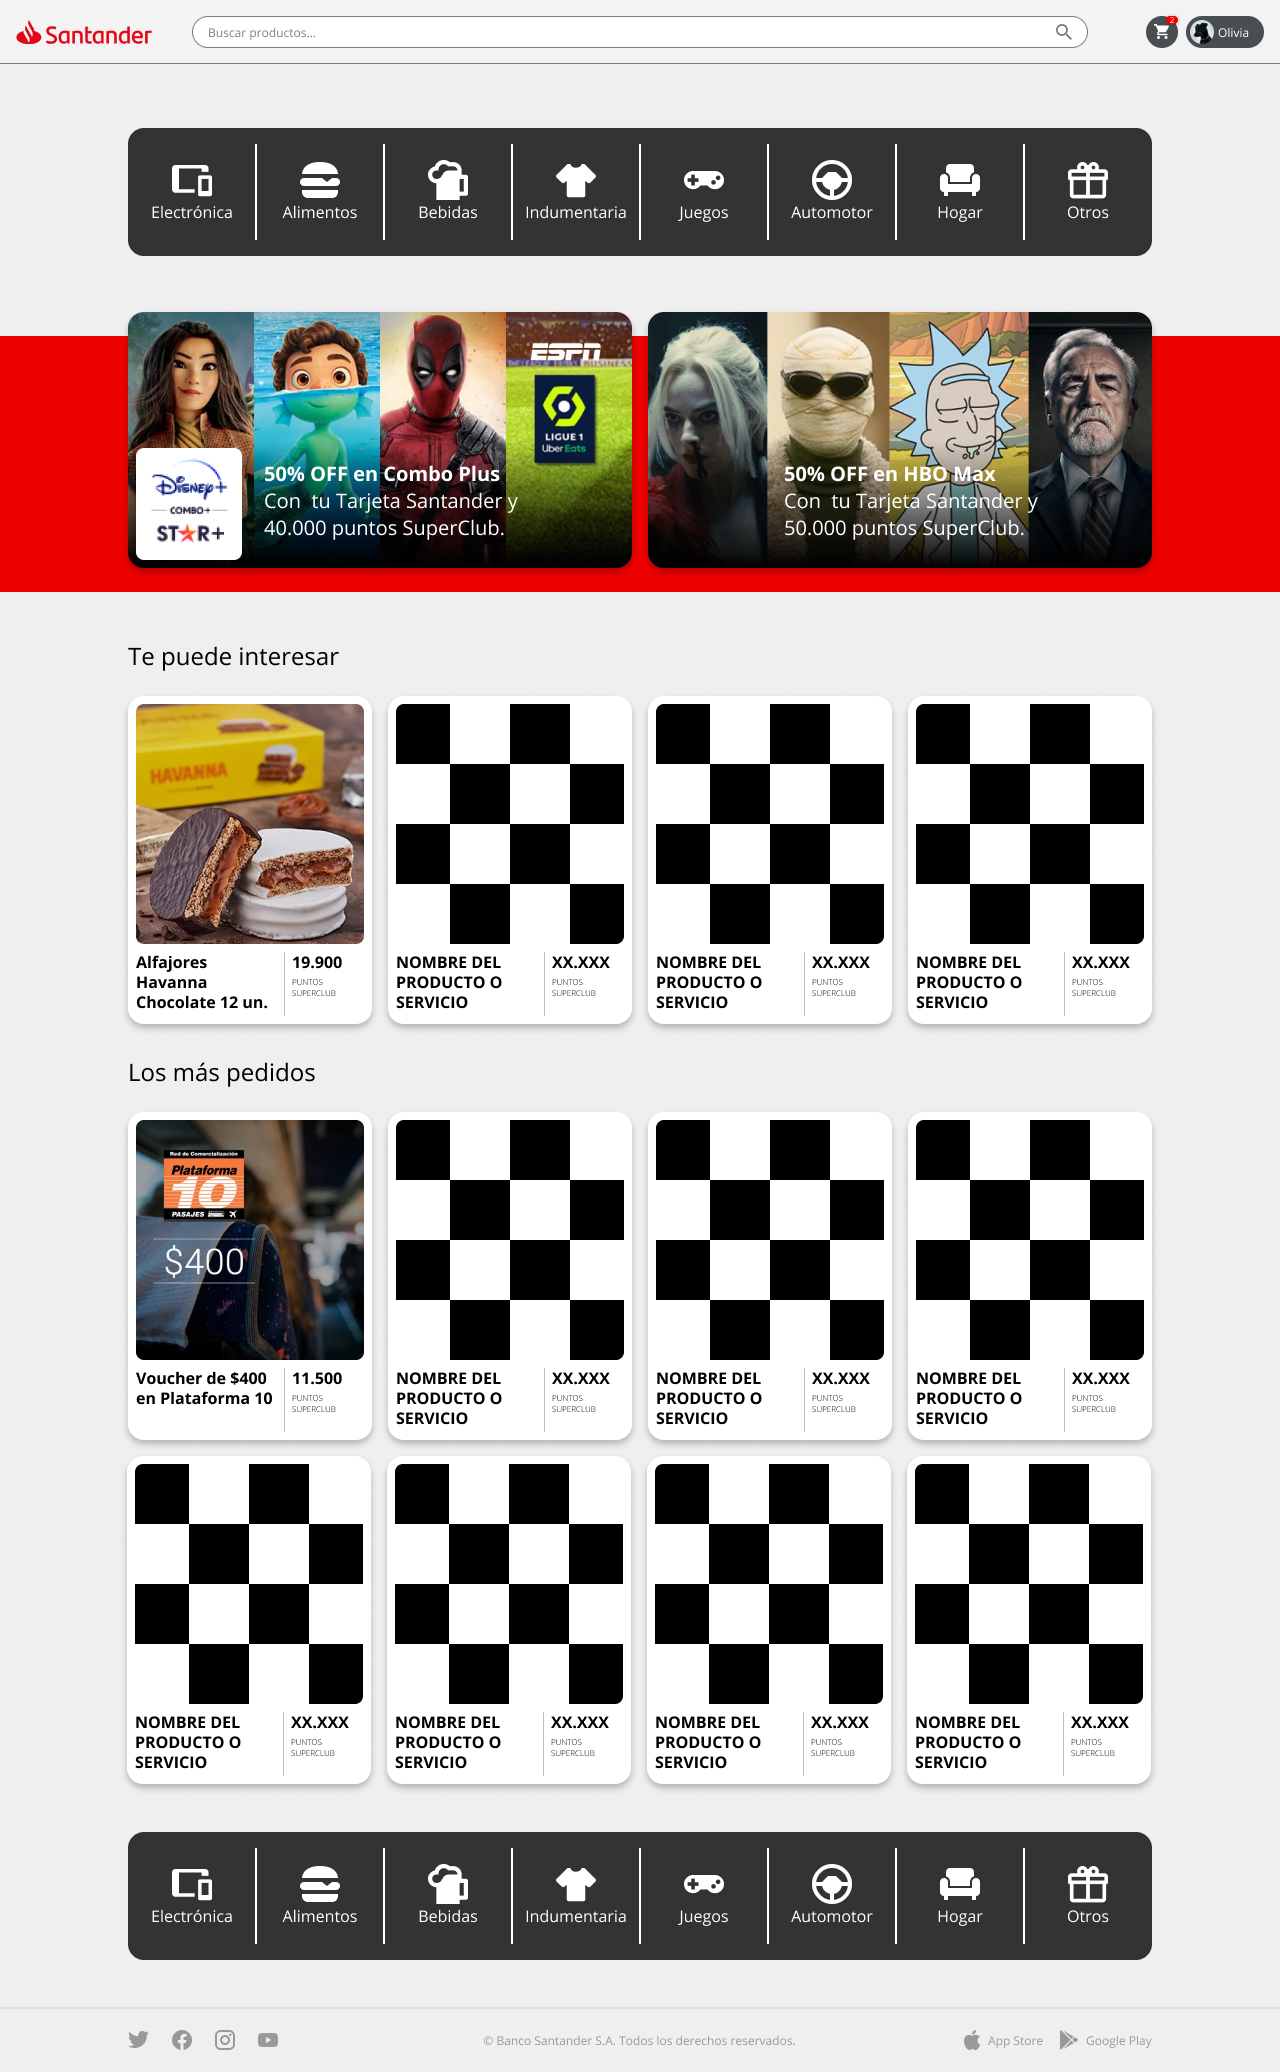 Santander
Buscar productos...
2
Olivia
Electrónica
Alimentos
Bebidas
Indumentaria
Juegos
Automotor
Hogar
Otros
ESPN
BUSINESS
LIGUE 1
Uber Eats
Disney+
COMBO+
STAR+
50% OFF en Combo Plus
Con tu Tarjeta Santander y
40.000 puntos SuperClub.
50% OFF en HBO Max
Con tu Tarjeta Santander y
50.000 puntos SuperClub.
Te puede interesar
HAVANNA
Alfajores
Havanna
Chocolate 12 un.
19.900
PUNTOS
SUPERCLUB
NOMBRE DEL
PRODUCTO O
SERVICIO
XX.XXX
PUNTOS
SUPERCLUB
NOMBRE DEL
PRODUCTO O
SERVICIO
XX.XXX
PUNTOS
SUPERCLUB
NOMBRE DEL
PRODUCTO O
SERVICIO
XX.XXX
PUNTOS
SUPERCLUB
Los más pedidos
Red de Comercialización
Plataforma
10
PASAJES
$400
Voucher de $400
en Plataforma 10
11.500
PUNTOS
SUPERCLUB
NOMBRE DEL
PRODUCTO O
SERVICIO
XX.XXX
PUNTOS
SUPERCLUB
NOMBRE DEL
PRODUCTO O
SERVICIO
XX.XXX
PUNTOS
SUPERCLUB
NOMBRE DEL
PRODUCTO O
SERVICIO
XX.XXX
PUNTOS
SUPERCLUB
NOMBRE DEL
PRODUCTO O
SERVICIO
XX.XXX
PUNTOS
SUPERCLUB
NOMBRE DEL
PRODUCTO O
SERVICIO
XX.XXX
PUNTOS
SUPERCLUB
NOMBRE DEL
PRODUCTO O
SERVICIO
XX.XXX
PUNTOS
SUPERCLUB
NOMBRE DEL
PRODUCTO O
SERVICIO
XX.XXX
PUNTOS
SUPERCLUB
Electrónica
Alimentos
Bebidas
Indumentaria
Juegos
Automotor
Hogar
Otros
© Banco Santander S.A. Todos los derechos reservados.
App Store
Google Play